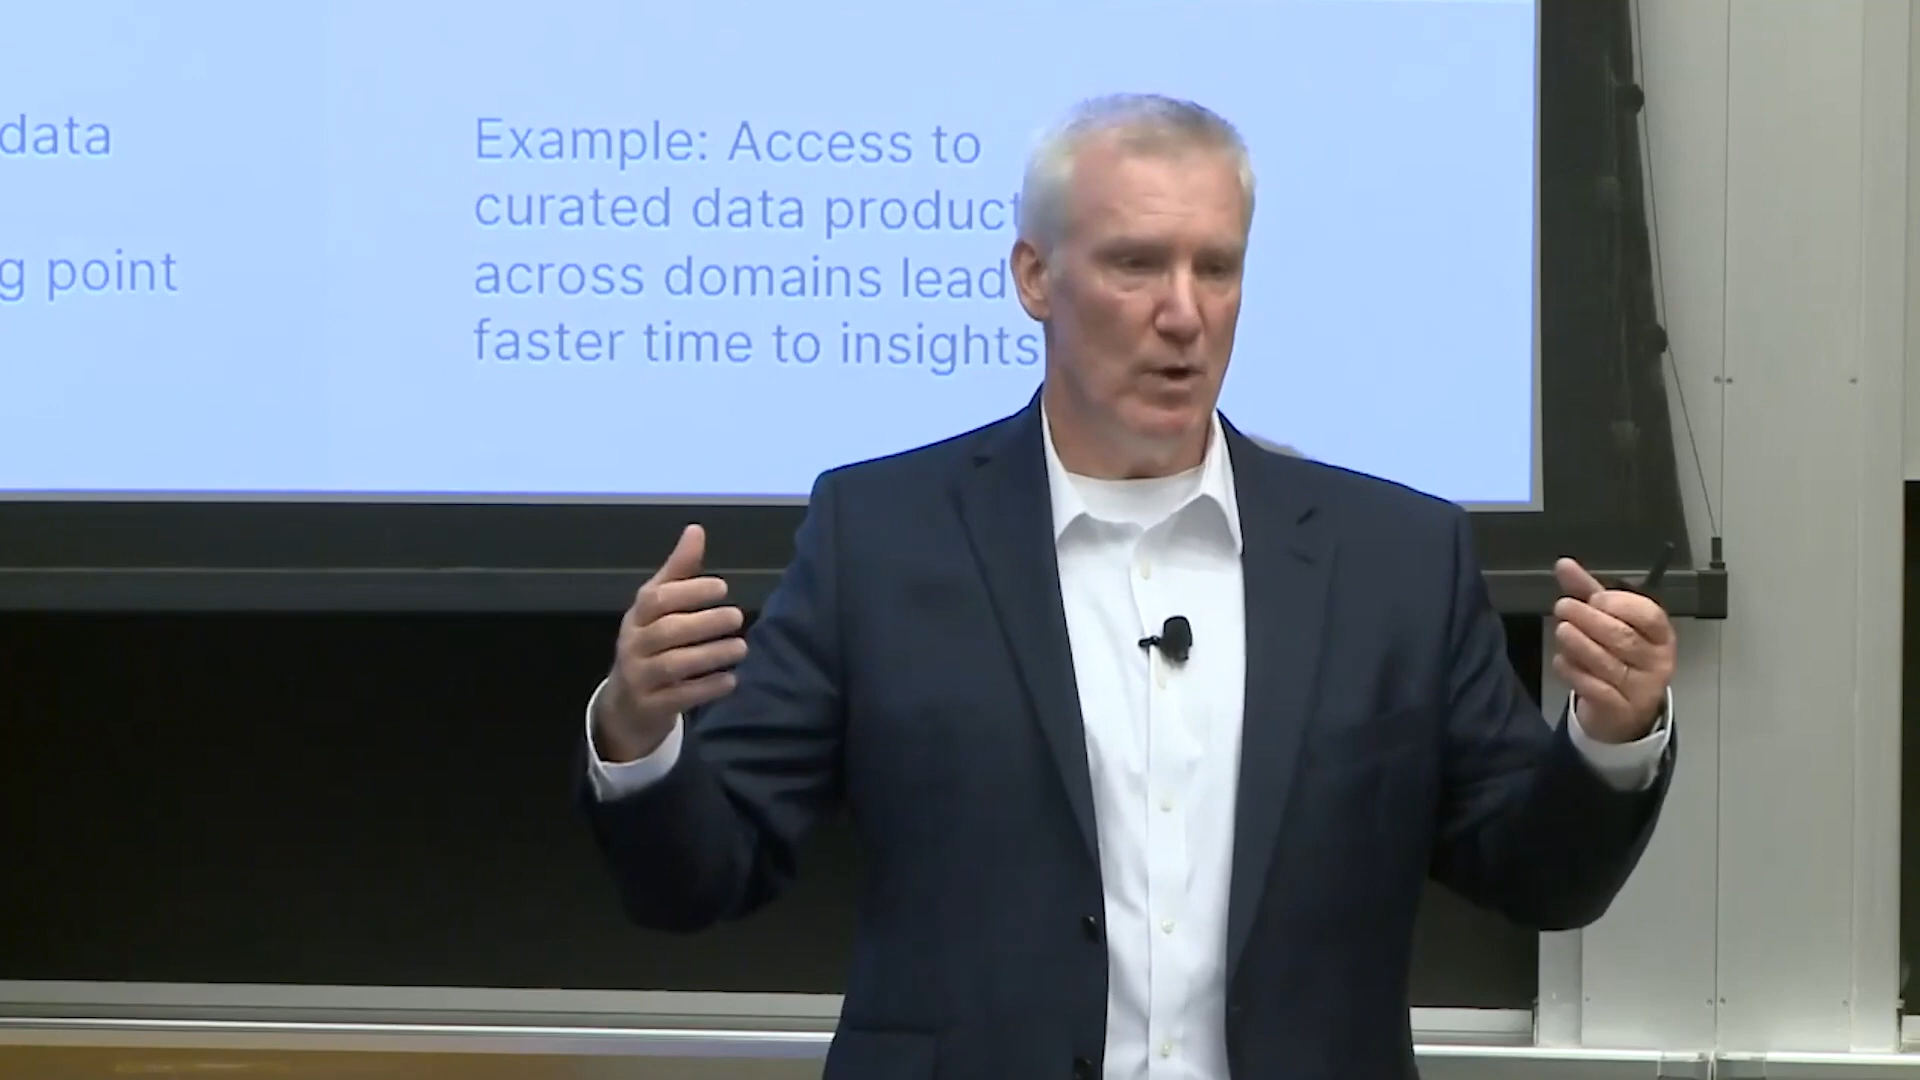 data
g point
Example: Access to
curated data product
across domains lead
faster time to insights